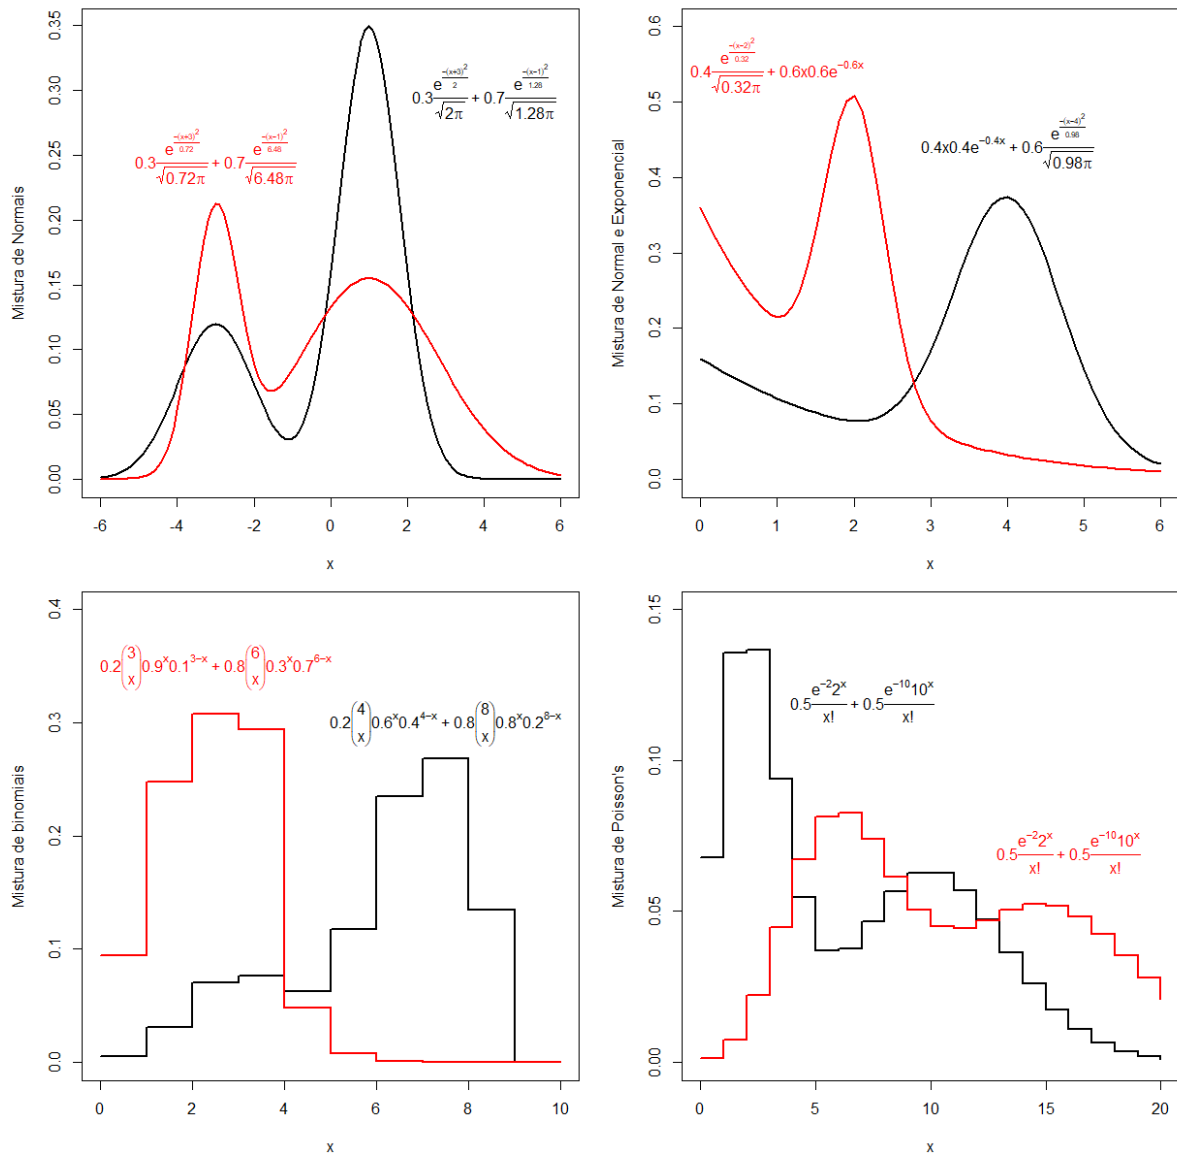 Mistura de Normais
0.35
0.30
0.25
0.20
0.15
0.10
0.05
0.00
0.3 e^(−(x+3)²/2)/√2π + 0.7 e^(−(x−1)²/1.28)/√1.28π
0.3 e^(−(x+3)²/0.72)/√0.72π + 0.7 e^(−(x−1)²/6.48)/√6.48π
-6 -4 -2 0 2 4 6
x
Mistura de Normal e Exponencial
0.6
0.5
0.4
0.3
0.2
0.1
0.0
0.4 e^(−(x−2)²/0.32)/√0.32π + 0.6x0.6e^(−0.6x)
0.4x0.4e^(−0.4x) + 0.6 e^(−(x−4)²/0.98)/√0.98π
0 1 2 3 4 5 6
x
Mistura de binomiais
0.4
0.3
0.2
0.1
0.0
0.2(3 x)0.9^x 0.1^(3−x) + 0.8(6 x)0.3^x 0.7^(6−x)
0.2(4 x)0.6^x 0.4^(4−x) + 0.8(8 x)0.8^x 0.2^(8−x)
0 2 4 6 8 10
x
Mistura de Poisson's
0.15
0.10
0.05
0.00
0.5 e^(−2)2^x/x! + 0.5 e^(−10)10^x/x!
0.5 e^(−2)2^x/x! + 0.5 e^(−10)10^x/x!
0 5 10 15 20
x